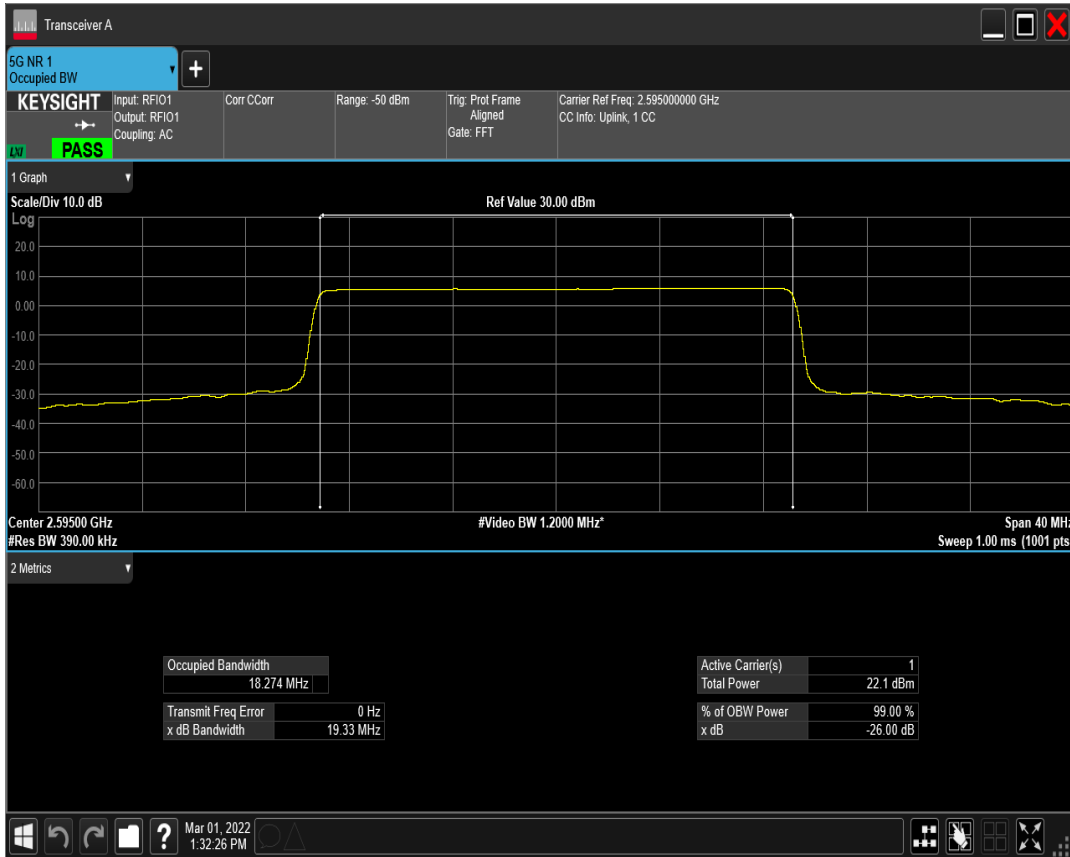 Transceiver A
5G NR 1
Occupied BW
+
KEYSIGHT
LXI
PASS
Input: RFIO1
Output: RFIO1
Coupling: AC
Corr CCorr
Range: -50 dBm
Trig: Prot Frame
Aligned
Gate: FFT
Carrier Ref Freq: 2.595000000 GHz
CC Info: Uplink, 1 CC
1 Graph
Scale/Div 10.0 dB
Ref Value 30.00 dBm
Log
20.0
10.0
0.00
-10.0
-20.0
-30.0
-40.0
-50.0
-60.0
Center 2.59500 GHz
#Video BW 1.2000 MHz*
Span 40 MHz
#Res BW 390.00 kHz
Sweep 1.00 ms (1001 pts
2 Metrics
Occupied Bandwidth
18.274 MHz
Transmit Freq Error 0 Hz
x dB Bandwidth 19.33 MHz
Active Carrier(s) 1
Total Power 22.1 dBm
% of OBW Power 99.00 %
x dB -26.00 dB
?
Mar 01, 2022
1:32:26 PM